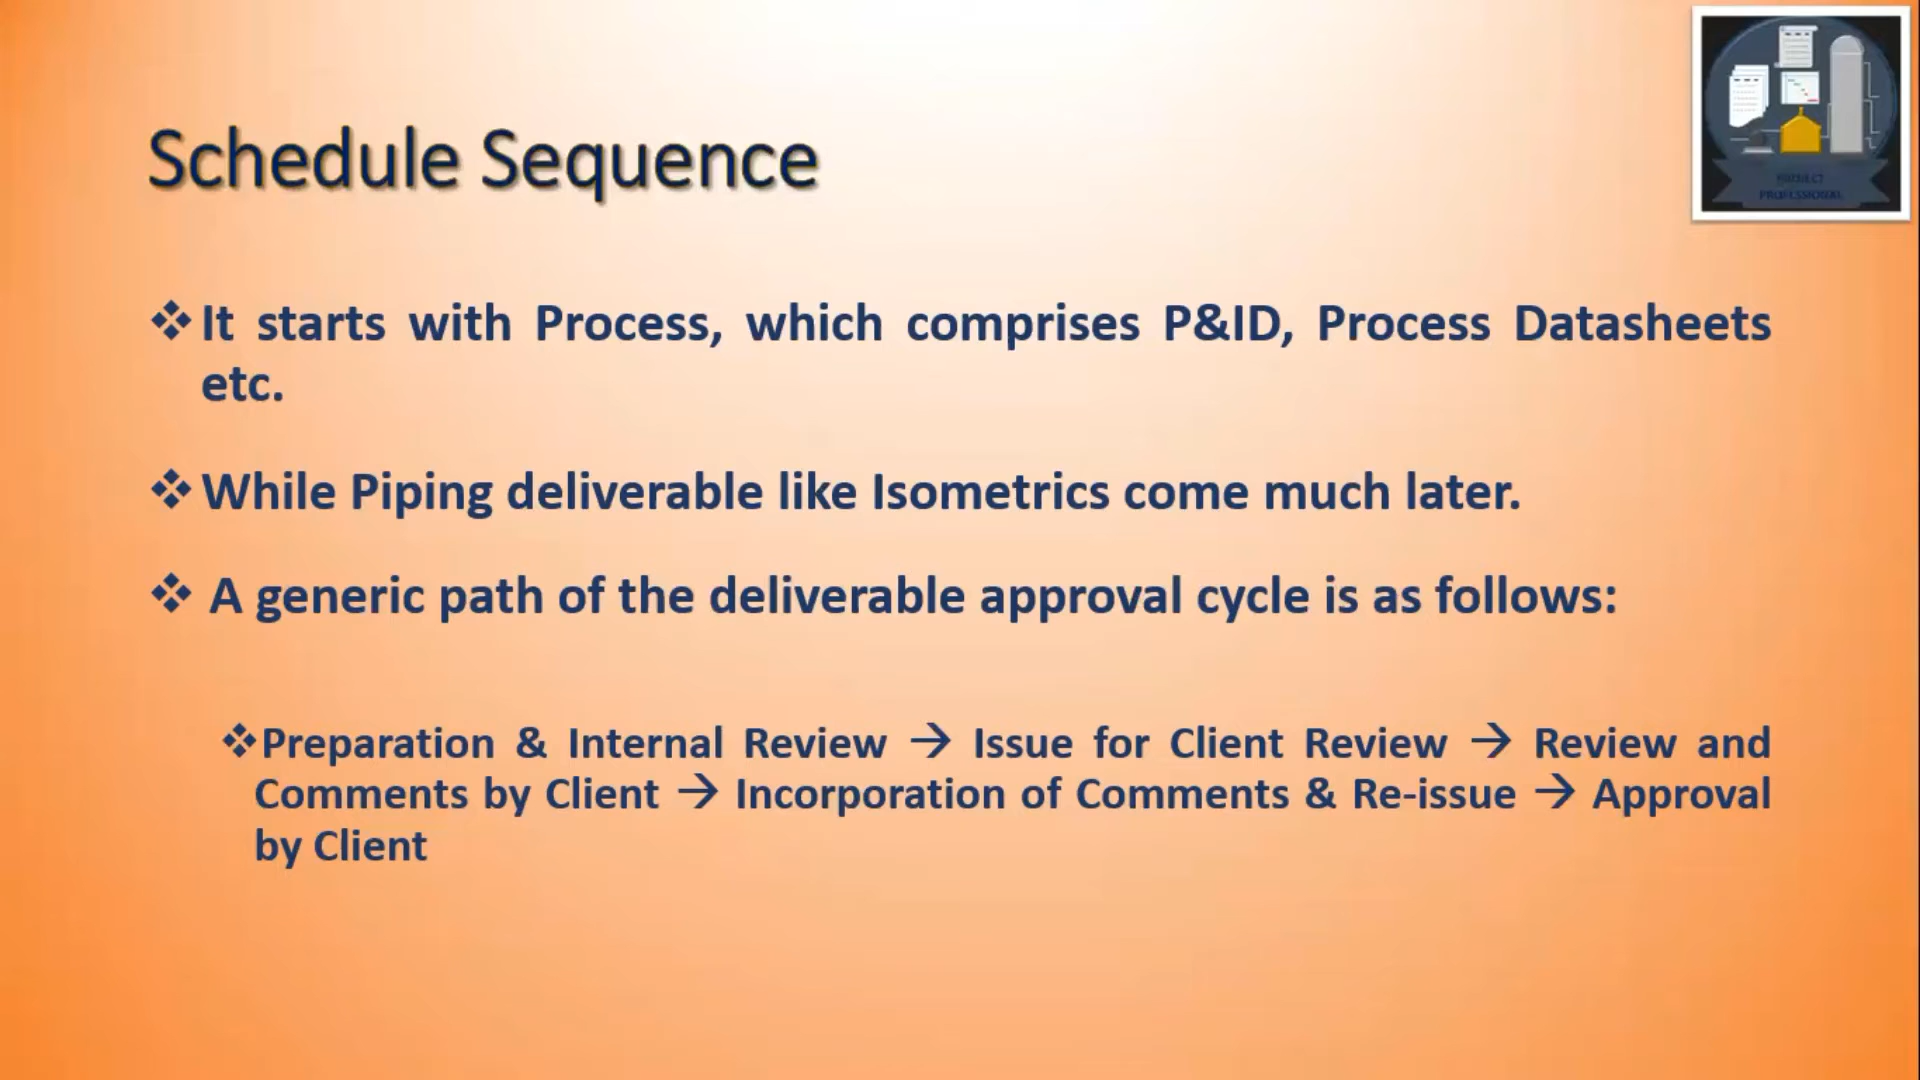 Schedule Sequence
❖It starts with Process, which comprises P&ID, Process Datasheets
etc.
❖While Piping deliverable like Isometrics come much later.
❖ A generic path of the deliverable approval cycle is as follows:
❖Preparation & Internal Review → Issue for Client Review → Review and
Comments by Client → Incorporation of Comments & Re-issue → Approval
by Client
PROJECT
PROFESSIONAL